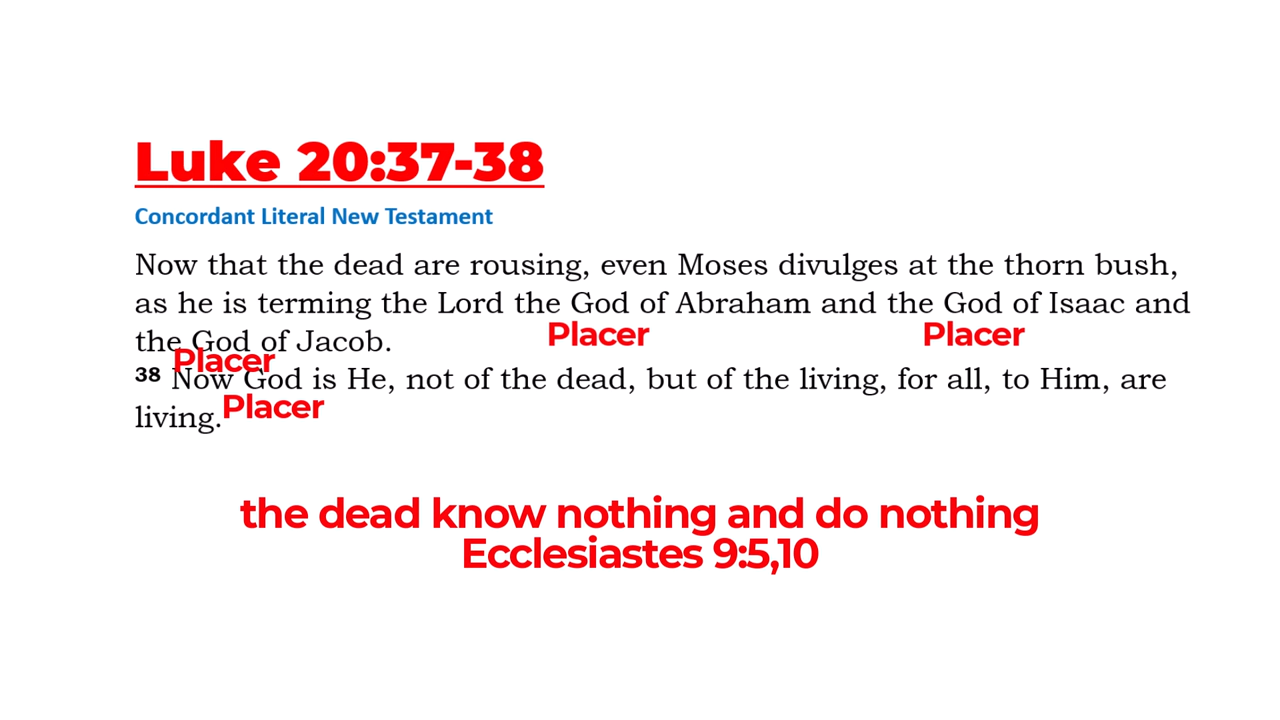 Luke 20:37-38
Concordant Literal New Testament
Now that the dead are rousing, even Moses divulges at the thorn bush,
as he is terming the Lord the God of Abraham and the God of Isaac and
Placer Placer
the God of Jacob.
Placer
38 Now God is He, not of the dead, but of the living, for all, to Him, are
Placer
living.
the dead know nothing and do nothing
Ecclesiastes 9:5,10